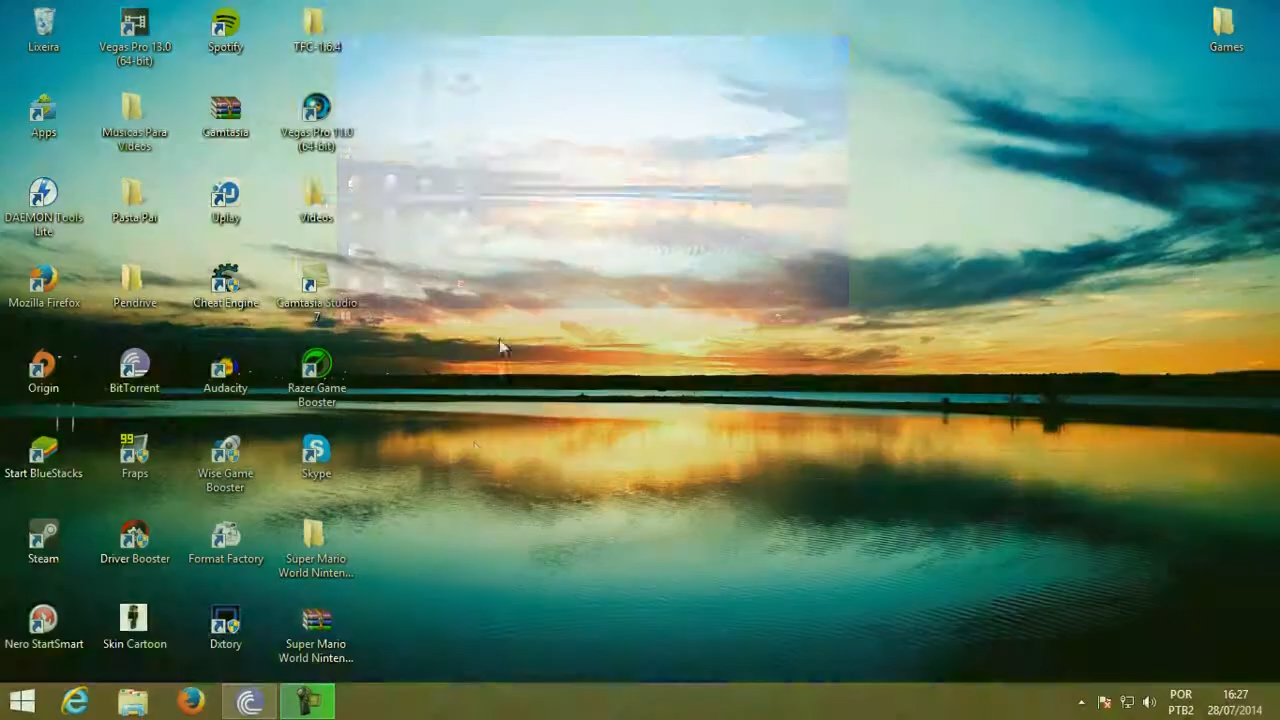 Lixeira
Vegas Pro 13.0
(64-bit)
Spotify
TFC-1.6.4
Games
Apps
Musicas Para
Videos
Camtasia
Vegas Pro 11.0
(64-bit)
DAEMON Tools
Lite
Pasta Pai
Uplay
Videos
Mozilla Firefox
Pendrive
CheatEngine
Camtasia Studio
7
Origin
BitTorrent
Audacity
Razer Game
Booster
Start BlueStacks
99
Fraps
Wise Game
Booster
Skype
Steam
Driver Booster
Format Factory
Super Mario
World Ninten...
Nero StartSmart
Skin Cartoon
Dxtory
Super Mario
World Ninten...
POR
PTB2
16:27
28/07/2014